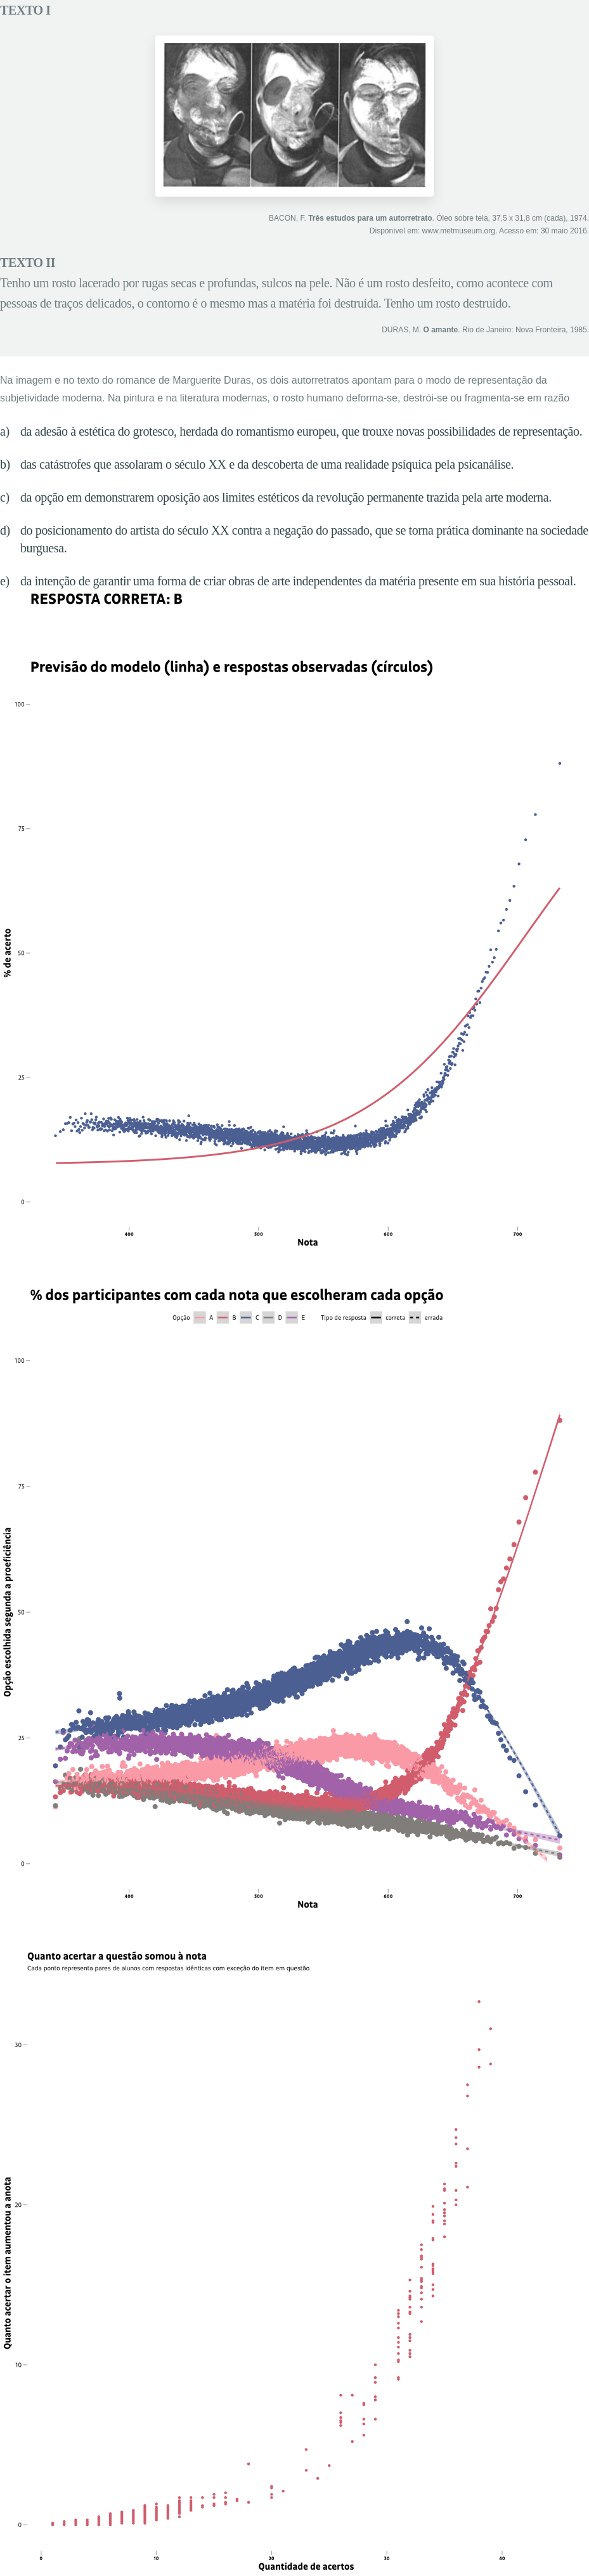 TEXTO I
BACON, F. Três estudos para um autorretrato. Óleo sobre tela, 37,5 x 31,8 cm (cada), 1974.
Disponível em: www.metmuseum.org. Acesso em: 30 maio 2016.
TEXTO II
Tenho um rosto lacerado por rugas secas e profundas, sulcos na pele. Não é um rosto desfeito, como acontece com
pessoas de traços delicados, o contorno é o mesmo mas a matéria foi destruída. Tenho um rosto destruído.
DURAS, M. O amante. Rio de Janeiro: Nova Fronteira, 1985.
Na imagem e no texto do romance de Marguerite Duras, os dois autorretratos apontam para o modo de representação da
subjetividade moderna. Na pintura e na literatura modernas, o rosto humano deforma-se, destrói-se ou fragmenta-se em razão
a) da adesão à estética do grotesco, herdada do romantismo europeu, que trouxe novas possibilidades de representação.
b) das catástrofes que assolaram o século XX e da descoberta de uma realidade psíquica pela psicanálise.
c) da opção em demonstrarem oposição aos limites estéticos da revolução permanente trazida pela arte moderna.
d) do posicionamento do artista do século XX contra a negação do passado, que se torna prática dominante na sociedade
burguesa.
e) da intenção de garantir uma forma de criar obras de arte independentes da matéria presente em sua história pessoal.
RESPOSTA CORRETA: B
Previsão do modelo (linha) e respostas observadas (círculos)
100
75
50
25
0
% de acerto
400 500 600 700
Nota
% dos participantes com cada nota que escolheram cada opção
Opção A B C D E Tipo de resposta correta errada
100
75
50
25
0
Opção escolhida segunda a proeficiência
400 500 600 700
Nota
Quanto acertar a questão somou à nota
Cada ponto representa pares de alunos com respostas idênticas com exceção do item em questão
30
20
10
0
Quanto acertar o item aumentou a anota
0 10 20 30 40
Quantidade de acertos